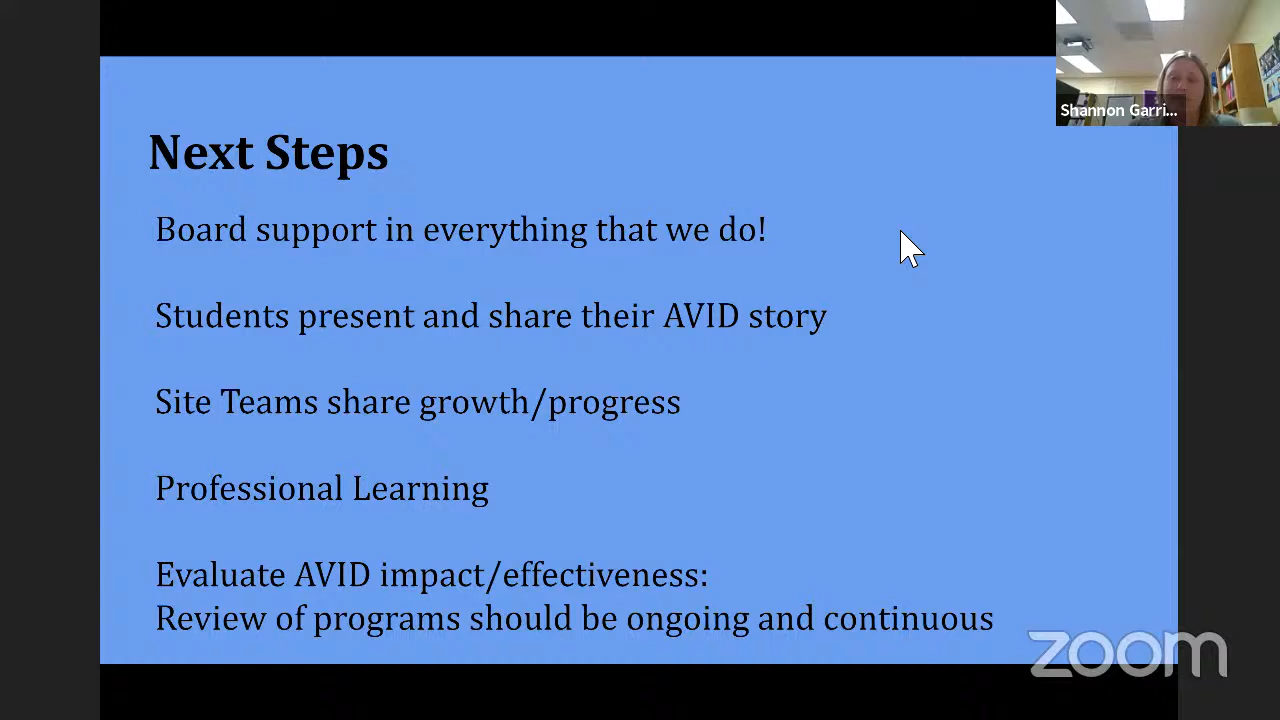 Shannon Garri...
Next Steps
Board support in everything that we do!
Students present and share their AVID story
Site Teams share growth/progress
Professional Learning
Evaluate AVID impact/effectiveness:
Review of programs should be ongoing and continuous
zoom